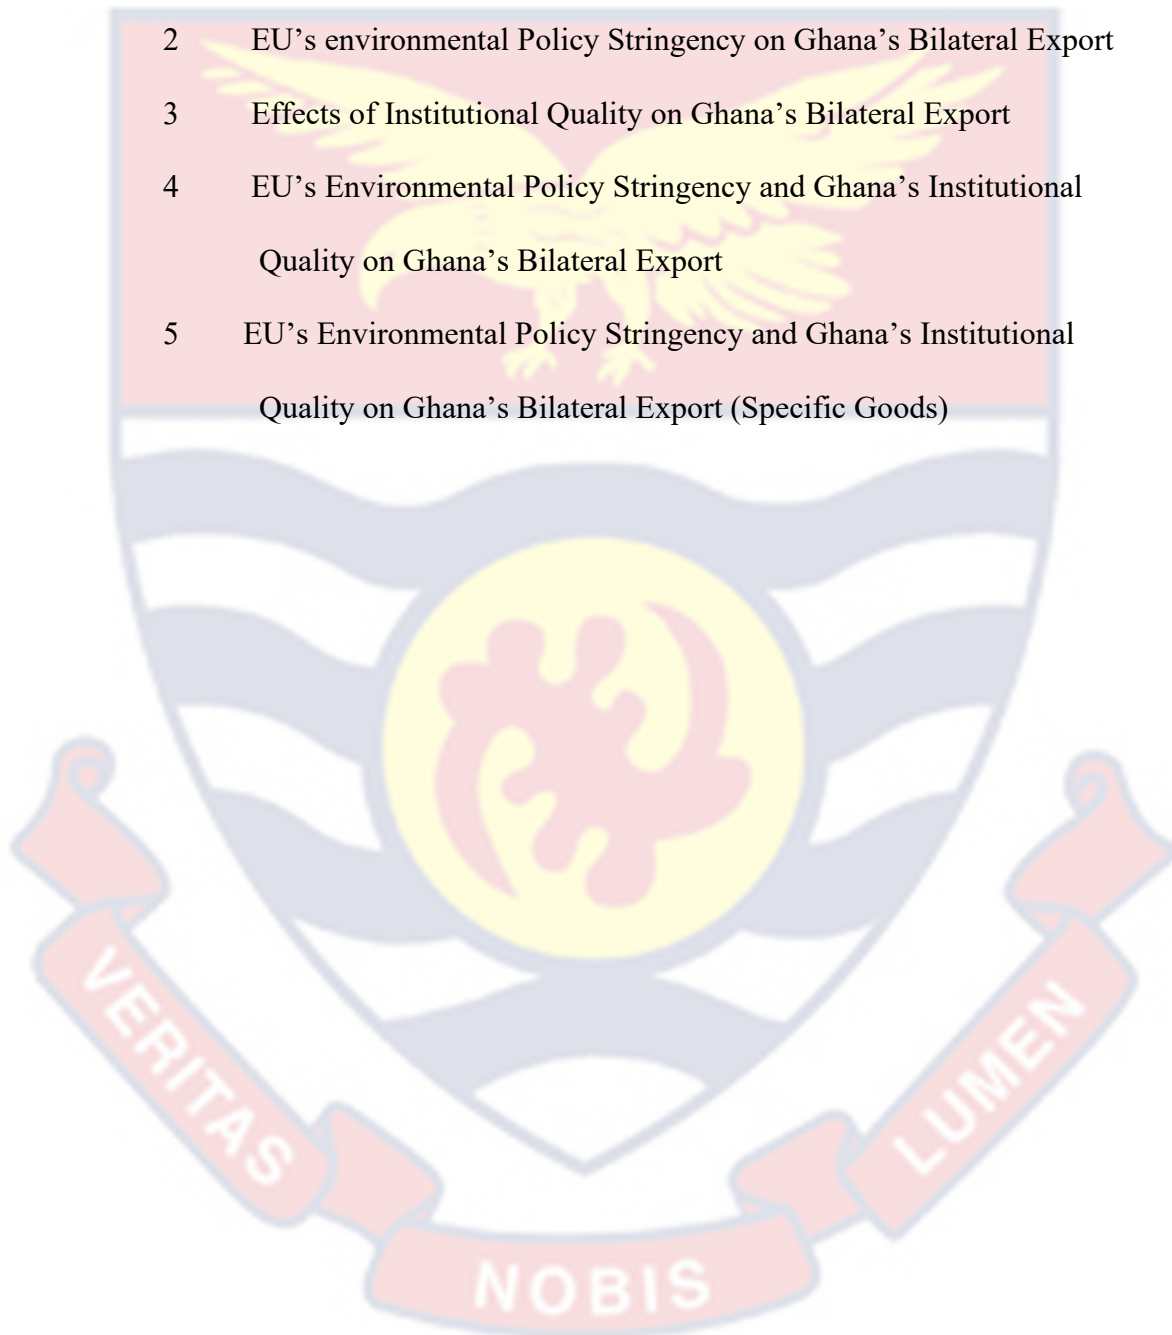 2 EU’s environmental Policy Stringency on Ghana’s Bilateral Export
3 Effects of Institutional Quality on Ghana’s Bilateral Export
4 EU’s Environmental Policy Stringency and Ghana’s Institutional
Quality on Ghana’s Bilateral Export
5 EU’s Environmental Policy Stringency and Ghana’s Institutional
Quality on Ghana’s Bilateral Export (Specific Goods)
VERITAS
NOBIS
LUMEN